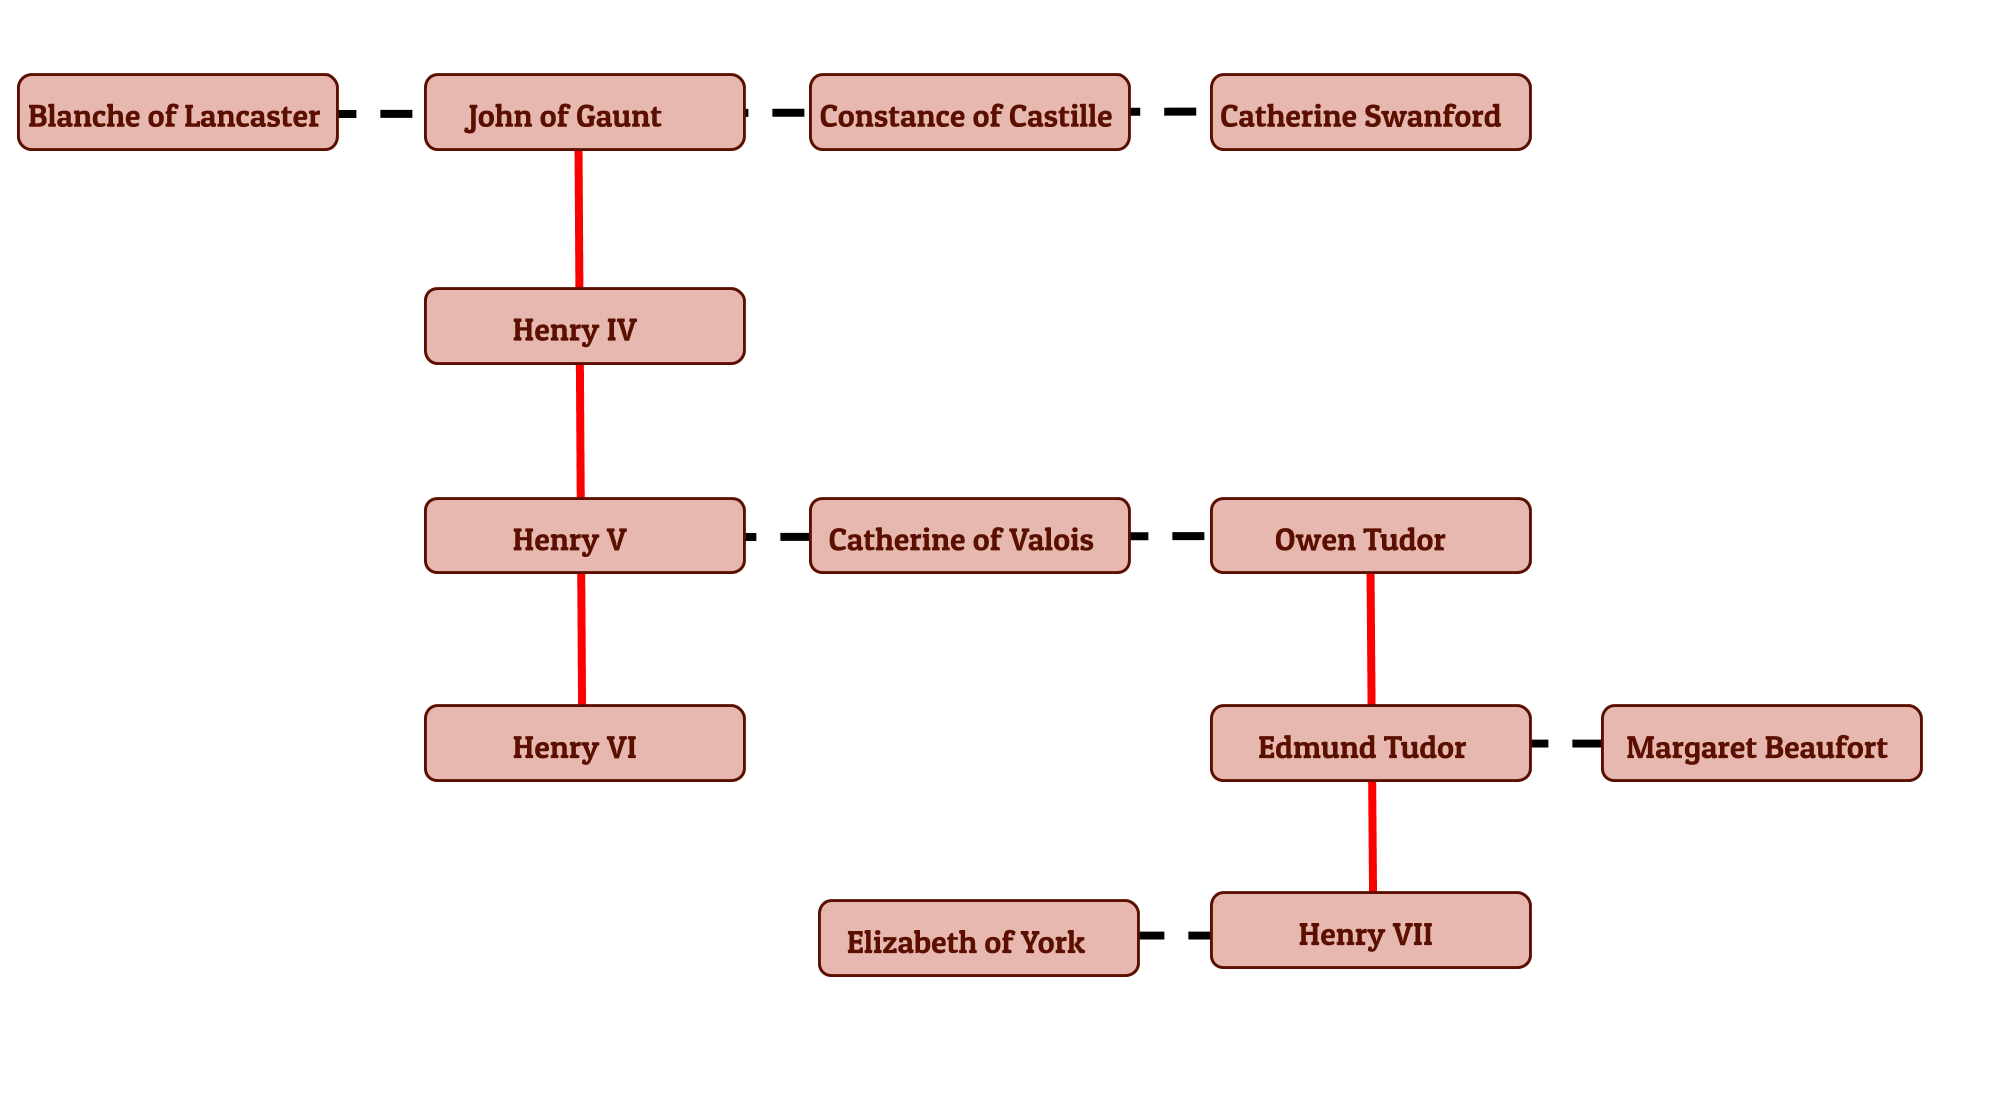 Blanche of Lancaster
John of Gaunt
Constance of Castille
Catherine Swanford
Henry IV
Henry V
Catherine of Valois
Owen Tudor
Henry VI
Edmund Tudor
Margaret Beaufort
Elizabeth of York
Henry VII